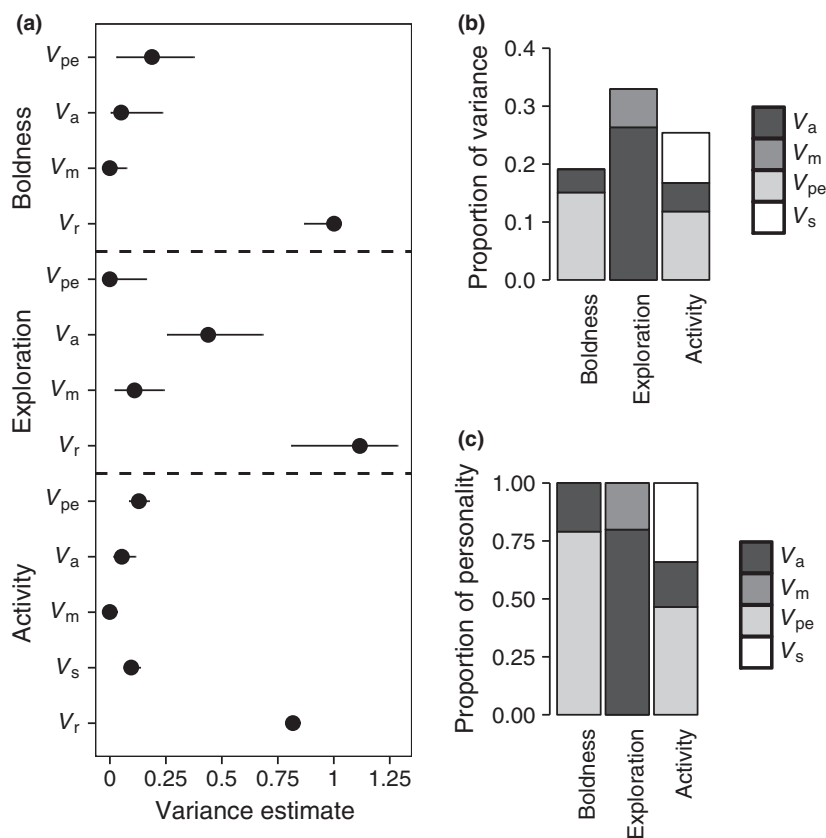 (a)
Boldness
Vpe
Va
Vm
Vr
Exploration
Vpe
Va
Vm
Vr
Activity
Vpe
Va
Vm
Vs
Vr
0 0.25 0.5 0.75 1 1.25
Variance estimate
(b)
Proportion of variance
0.4
0.3
0.2
0.1
0.0
Boldness
Exploration
Activity
Va
Vm
Vpe
Vs
(c)
Proportion of personality
1.00
0.75
0.50
0.25
0.00
Boldness
Exploration
Activity
Va
Vm
Vpe
Vs